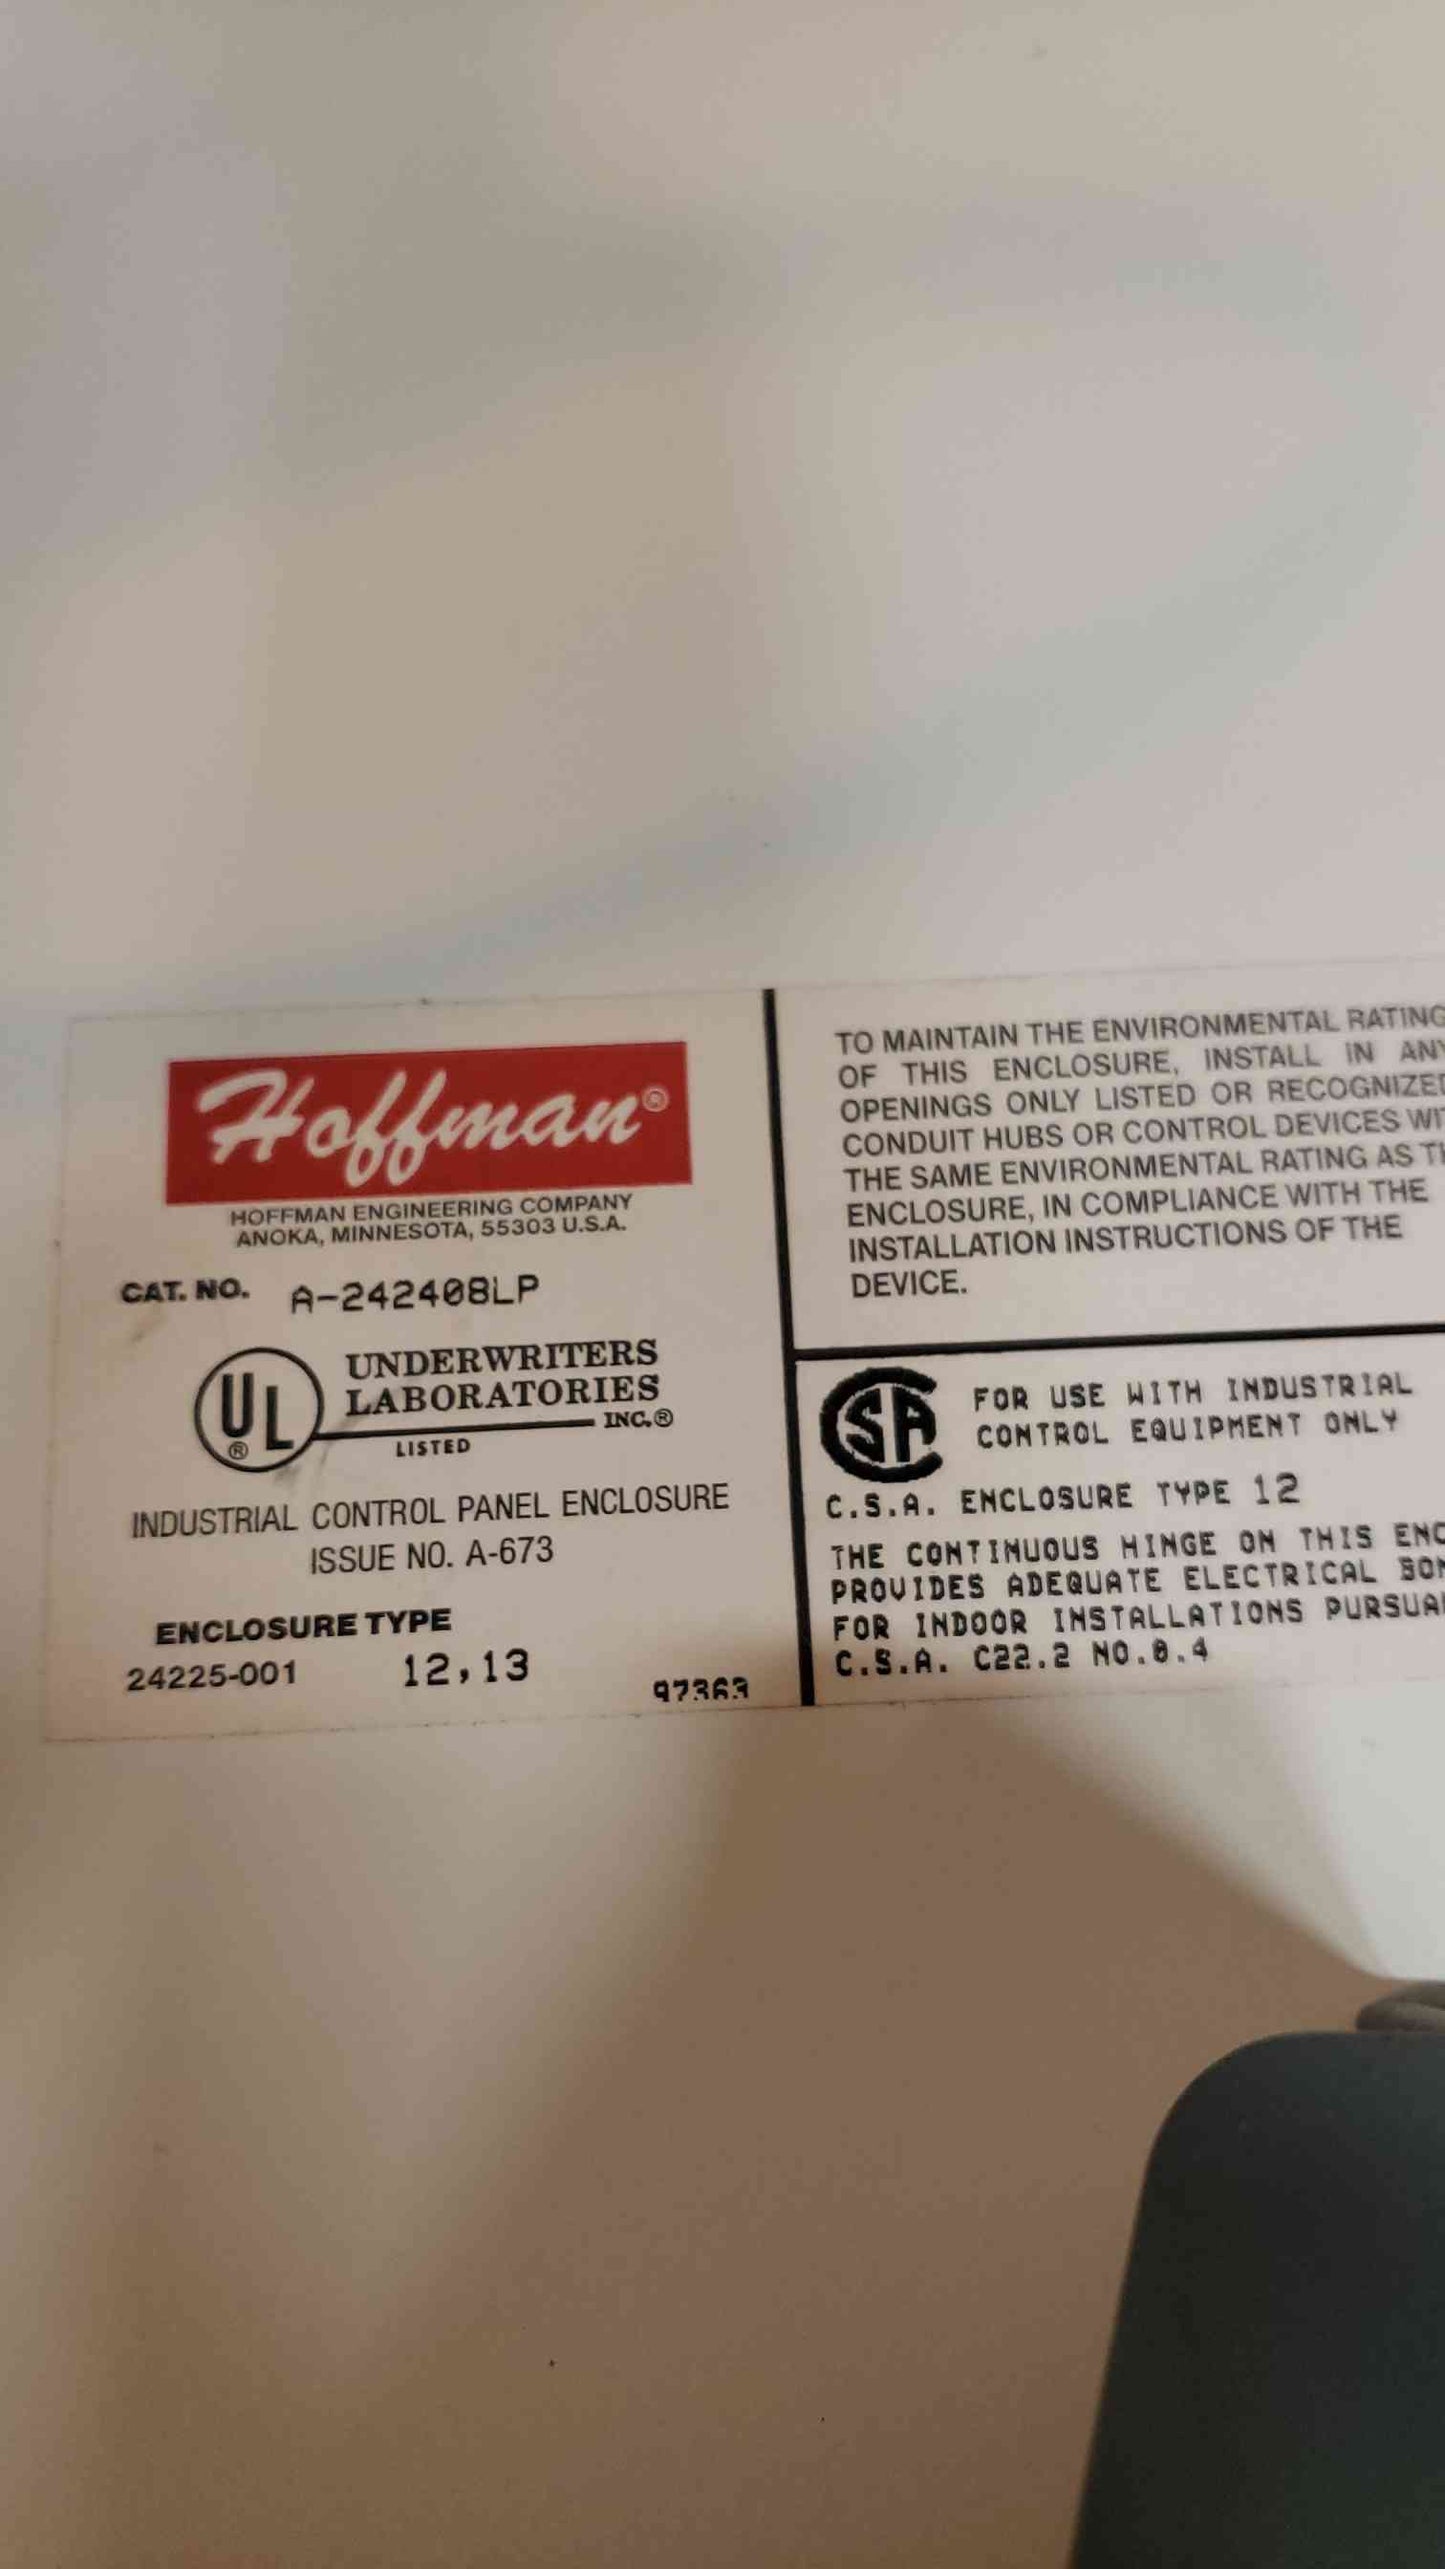 Hoffman®
HOFFMAN ENGINEERING COMPANY
ANOKA, MINNESOTA, 55303 U.S.A.
CAT. NO. A-242408LP
UL®
UNDERWRITERS
LABORATORIES
INC.®
LISTED
INDUSTRIAL CONTROL PANEL ENCLOSURE
ISSUE NO. A-673
ENCLOSURE TYPE
24225-001 12,13 97363
TO MAINTAIN THE ENVIRONMENTAL RATING
OF THIS ENCLOSURE, INSTALL IN
OPENINGS ONLY LISTED OR
CONDUIT HUBS OR CONTROL DEVICES
THE SAME ENVIRONMENTAL RATING AS
ENCLOSURE, IN COMPLIANCE WITH THE
INSTALLATION INSTRUCTIONS OF THE
DEVICE.
CSA
FOR USE WITH INDUSTRIAL
CONTROL EQUIPMENT ONLY
C.S.A. ENCLOSURE TYPE 12
THE CONTINUOUS HINGE ON THIS
PROVIDES ADEQUATE ELECTRICAL
FOR INDOOR INSTALLATIONS
C.S.A. C22.2 NO.0.4